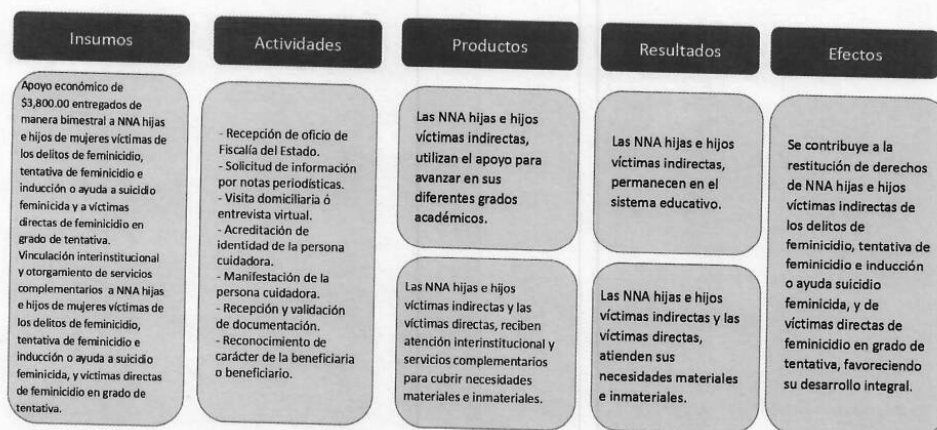 Insumos
Apoyo económico de
$3,800.00 entregados de
manera bimestral a NNA hijas
e hijos de mujeres víctimas de
los delitos de feminicidio,
tentativa de feminicidio e
inducción o ayuda a suicidio
feminicida y a víctimas
directas de feminicidio en
grado de tentativa.
Vinculación interinstitucional
y otorgamiento de servicios
complementarios a NNA hijas
e hijos de mujeres víctimas de
los delitos de feminicidio,
tentativa de feminicidio e
inducción o ayuda a suicidio
feminicida, y víctimas directas
de feminicidio en grado de
tentativa.
Actividades
- Recepción de oficio de
Fiscalía del Estado.
- Solicitud de información
por notas periodísticas.
- Visita domiciliaria ó
entrevista virtual.
- Acreditación de
identidad de la persona
cuidadora.
- Manifestación de la
persona cuidadora.
- Recepción y validación
de documentación.
- Reconocimiento de
carácter de la beneficiaria
o beneficiario.
Productos
Las NNA hijas e hijos
víctimas indirectas,
utilizan el apoyo para
avanzar en sus
diferentes grados
académicos.
Las NNA hijas e hijos
víctimas indirectas y las
víctimas directas, reciben
atención interinstitucional y
servicios complementarios
para cubrir necesidades
materiales e inmateriales.
Resultados
Las NNA hijas e hijos
víctimas indirectas,
permanecen en el
sistema educativo.
Las NNA hijas e hijos
víctimas indirectas y las
víctimas directas,
atienden sus
necesidades materiales
e inmateriales.
Efectos
Se contribuye a la
restitución de derechos
de NNA hijas e hijos
víctimas indirectas de
los delitos de
feminicidio, tentativa de
feminicidio e inducción
o ayuda suicidio
feminicida, y de
víctimas directas de
feminicidio en grado de
tentativa, favoreciendo
su desarrollo integral.